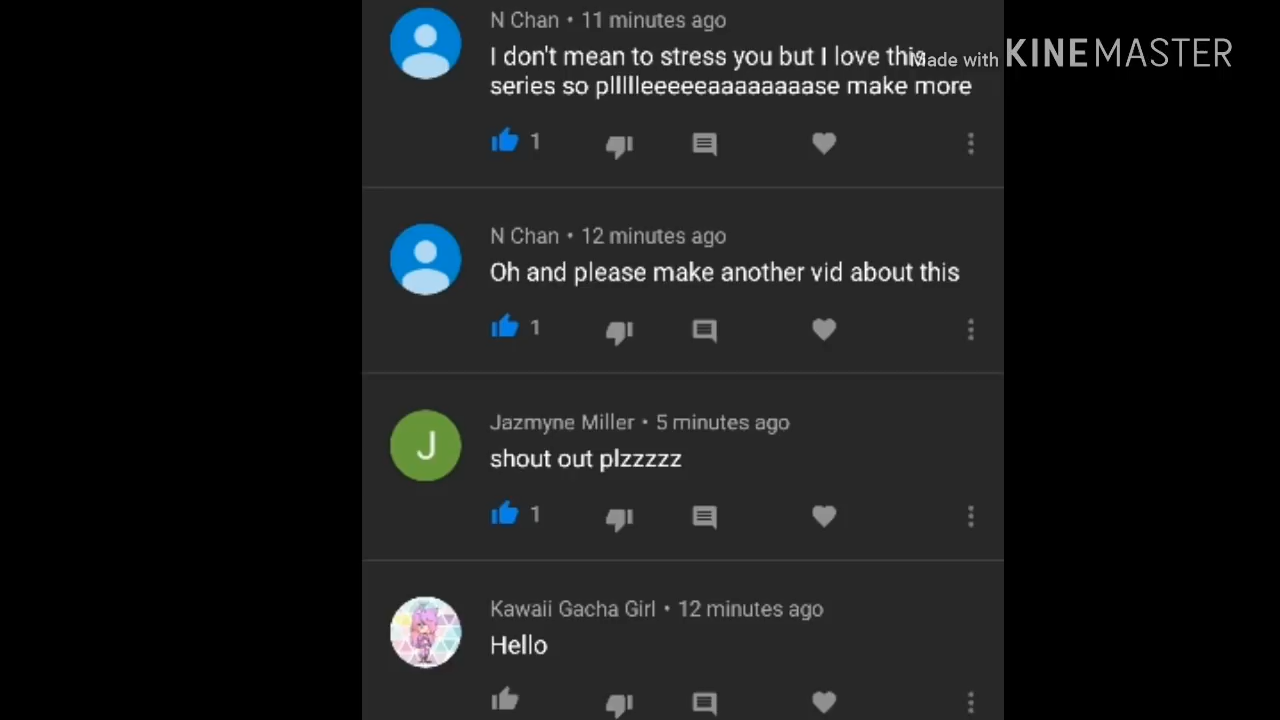 N Chan • 11 minutes ago
I don't mean to stress you but I love this
Made with KINEMASTER
series so pllllleeeeeaaaaaaaaase make more
1
N Chan • 12 minutes ago
Oh and please make another vid about this
1
J
Jazmyne Miller • 5 minutes ago
shout out plzzzzz
1
Kawaii Gacha Girl • 12 minutes ago
Hello